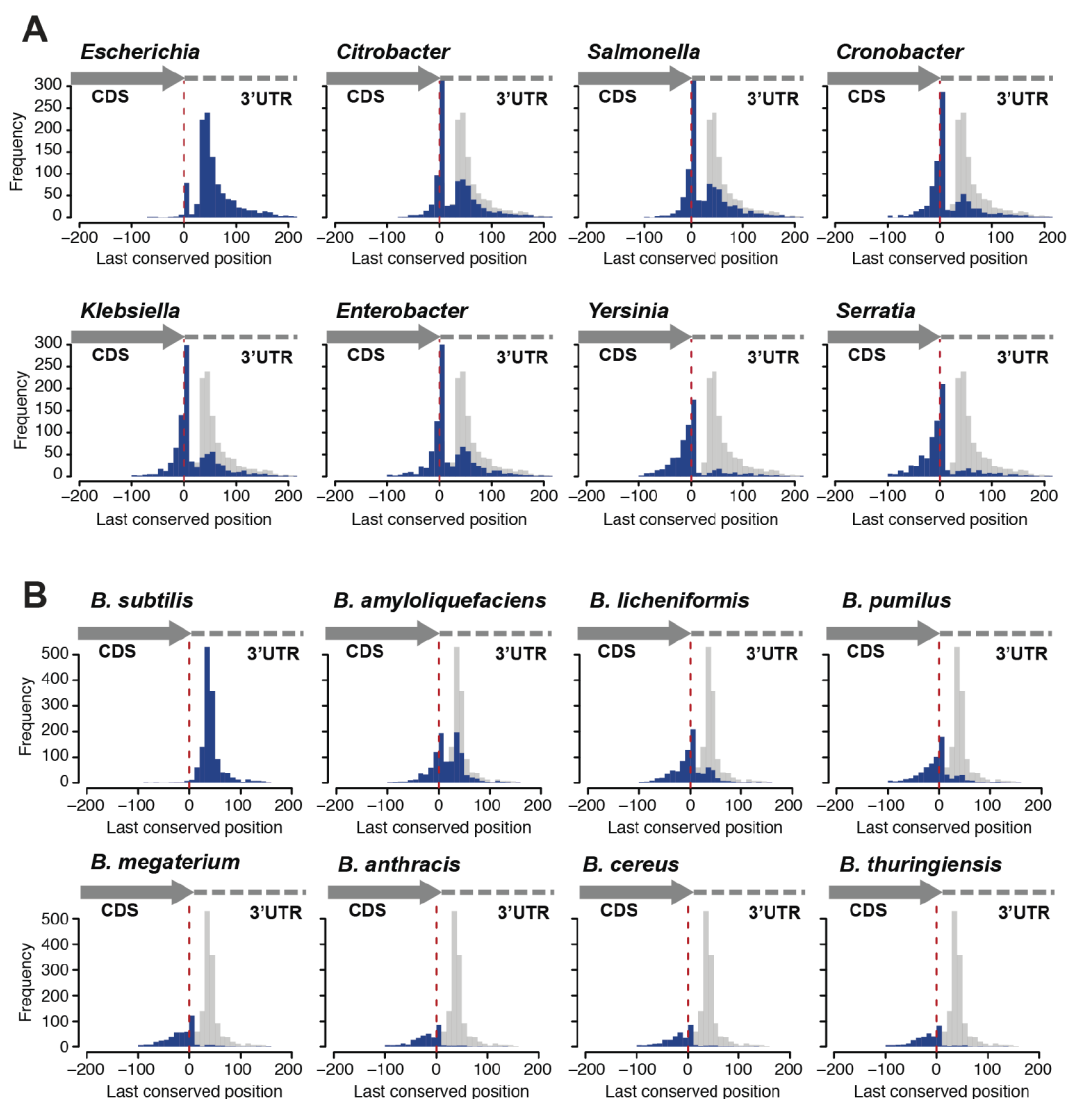 A
Escherichia Citrobacter Salmonella Cronobacter
CDS 3'UTR CDS 3'UTR CDS 3'UTR CDS 3'UTR
Frequency
300
250
200
150
100
50
0
−200 −100 0 100 200 −200 −100 0 100 200 −200 −100 0 100 200 −200 −100 0 100 200
Last conserved position Last conserved position Last conserved position Last conserved position
Klebsiella Enterobacter Yersinia Serratia
CDS 3'UTR CDS 3'UTR CDS 3'UTR CDS 3'UTR
Frequency
300
250
200
150
100
50
0
−200 −100 0 100 200 −200 −100 0 100 200 −200 −100 0 100 200 −200 −100 0 100 200
Last conserved position Last conserved position Last conserved position Last conserved position
B
B. subtilis B. amyloliquefaciens B. licheniformis B. pumilus
CDS 3'UTR CDS 3'UTR CDS 3'UTR CDS 3'UTR
Frequency
500
400
300
200
100
0
−200 −100 0 100 200 −200 −100 0 100 200 −200 −100 0 100 200 −200 −100 0 100 200
Last conserved position Last conserved position Last conserved position Last conserved position
B. megaterium B. anthracis B. cereus B. thuringiensis
CDS 3'UTR CDS 3'UTR CDS 3'UTR CDS 3'UTR
Frequency
500
400
300
200
100
0
−200 −100 0 100 200 −200 −100 0 100 200 −200 −100 0 100 200 −200 −100 0 100 200
Last conserved position Last conserved position Last conserved position Last conserved position